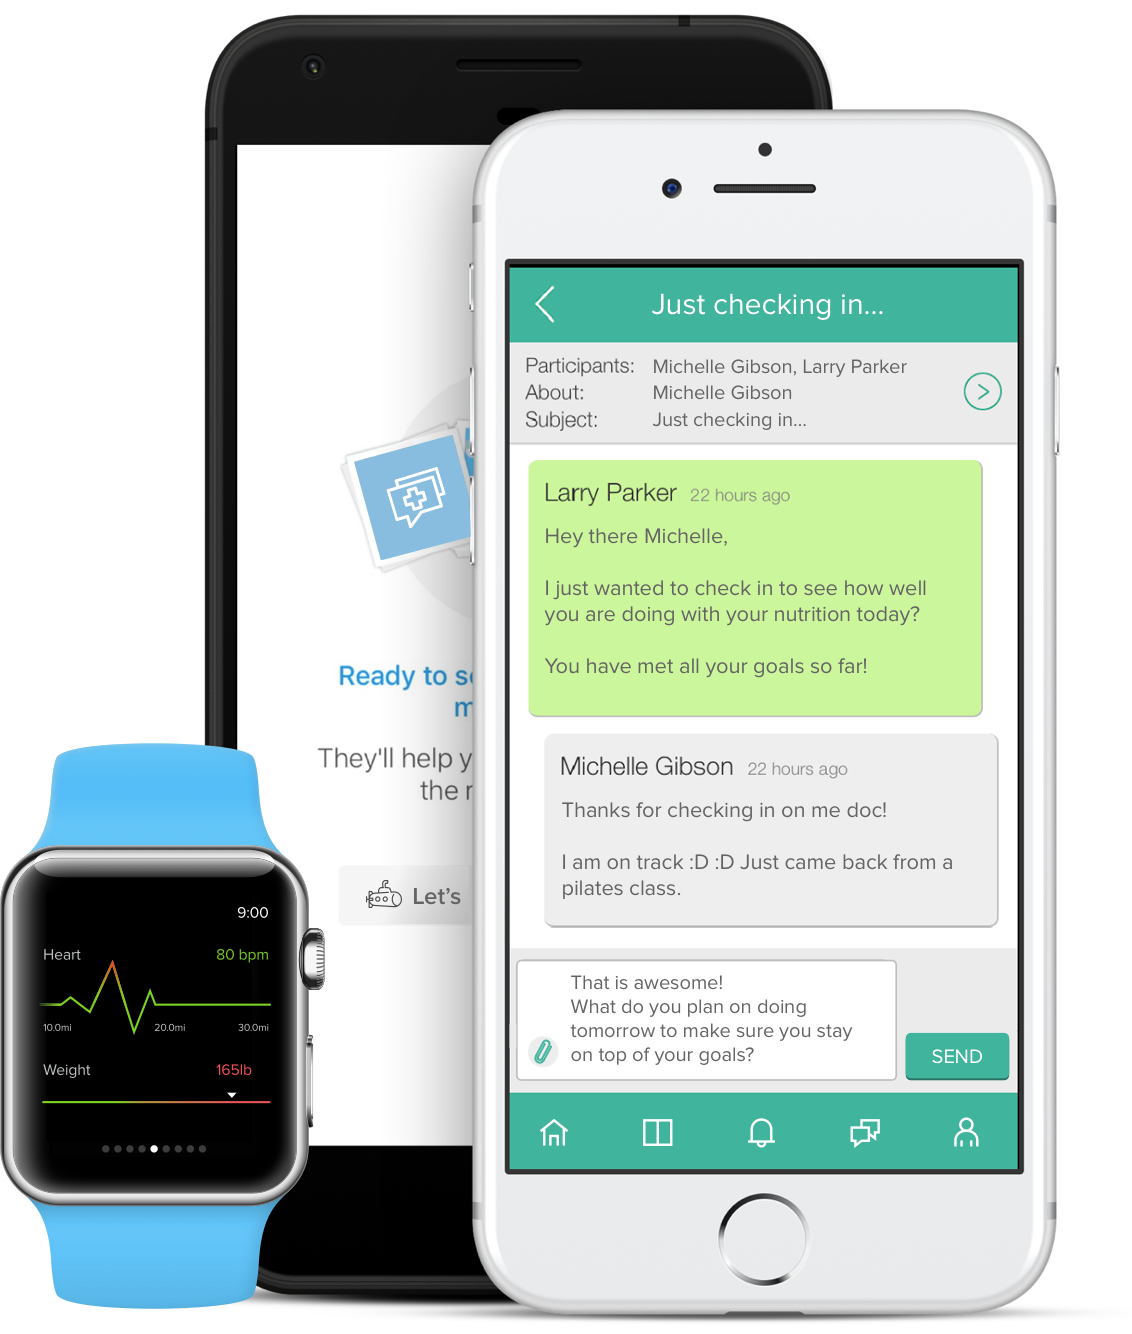 Just checking in...
Participants: Michelle Gibson, Larry Parker
About: Michelle Gibson
Subject: Just checking in...
Larry Parker 22 hours ago
Hey there Michelle,
I just wanted to check in to see how well
you are doing with your nutrition today?
You have met all your goals so far!
Michelle Gibson 22 hours ago
Thanks for checking in on me doc!
I am on track :D :D Just came back from a
pilates class.
That is awesome!
What do you plan on doing
tomorrow to make sure you stay
on top of your goals?
SEND
Ready to
They'll help
the
Let's
9:00
Heart 80 bpm
10.0mi 20.0mi 30.0mi
Weight 165lb